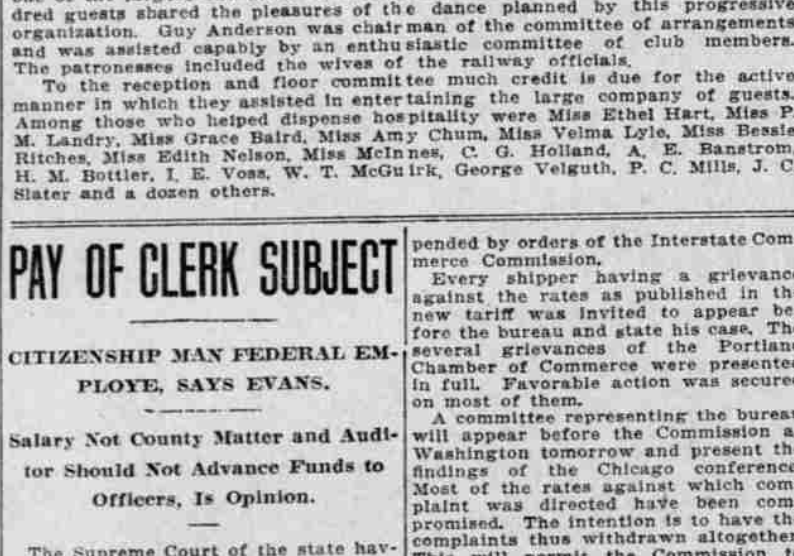 dred guests shared the pleasures of the dance planned by this progressive
organization. Guy Anderson was chairman of the committee of arrangements
and was assisted capably by an enthusiastic committee of club members.
The patronesses included the wives of the railway officials.
To the reception and floor committee much credit is due for the active
manner in which they assisted in entertaining the large company of guests.
Among those who helped dispense hospitality were Miss Ethel Hart, Miss P.
M. Landry, Miss Grace Baird, Miss Amy Chum, Miss Velma Lyle, Miss Bessie
Ritches, Miss Edith Nelson, Miss McInnes, C. G. Holland, A. E. Banstrom,
H. M. Bottler, I. E. Voss, W. T. McGuirk, George Velguth, P. C. Mills, J. C
Slater and a dozen others.
PAY OF CLERK SUBJECT
CITIZENSHIP MAN FEDERAL EM-
PLOYE, SAYS EVANS.
Salary Not County Matter and Audi-
tor Should Not Advance Funds to
Officers, Is Opinion.
The Supreme Court of the state hav-
pended by orders of the Interstate Com
merce Commission.
Every shipper having a grievance
against the rates as published in th
new tariff was invited to appear be
fore the bureau and state his case. The
several grievances of the Portland
Chamber of Commerce were presented
in full. Favorable action was secured
on most of them.
A committee representing the bureau
will appear before the Commission a
Washington tomorrow and present th
findings of the Chicago conference
Most of the rates against which com
plaint was directed have been com
promised. The intention is to have th
complaints thus withdrawn altogether
This will permit the Commission